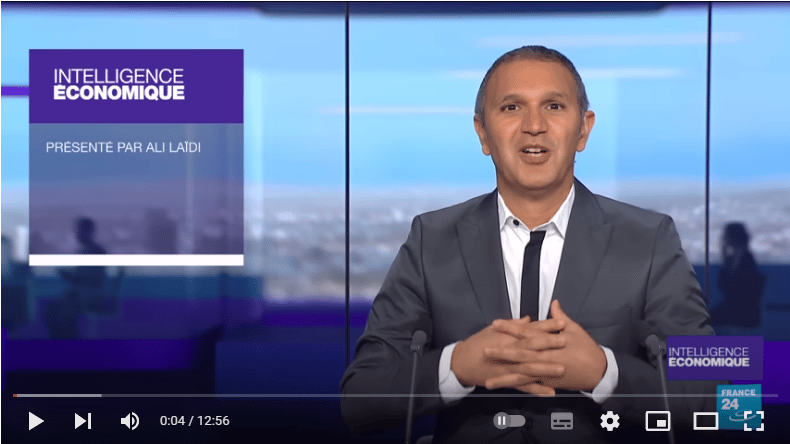 INTELLIGENCE
ÉCONOMIQUE
PRÉSENTÉ PAR ALI LAÏDI
INTELLIGENCE
ÉCONOMIQUE
FRANCE
24
0:04 / 12:56